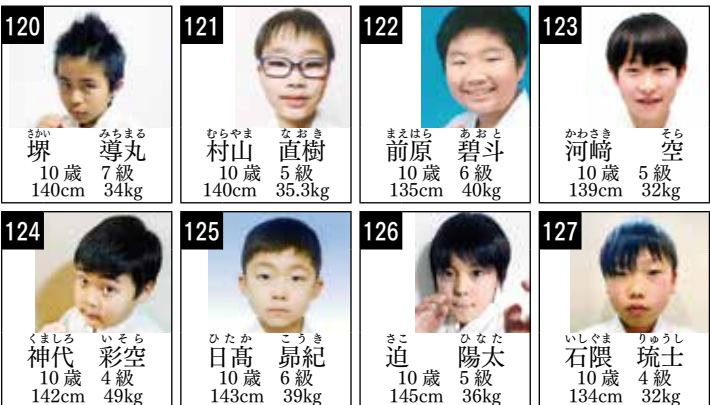 120
さかい みちまる
堺 導丸
10歳 7級
140cm 34kg
121
むらやま なおき
村山 直樹
10歳 5級
140cm 35.3kg
122
まえはら あおと
前原 碧斗
10歳 6級
135cm 40kg
123
かわさき そら
河﨑 空
10歳 5級
139cm 32kg
124
くましろ いそら
神代 彩空
10歳 4級
142cm 49kg
125
ひたか こうき
日髙 昴紀
10歳 6級
143cm 39kg
126
さこ ひなた
迫 陽太
10歳 5級
145cm 36kg
127
いしぐま りゅうし
石隈 琉士
10歳 4級
134cm 32kg